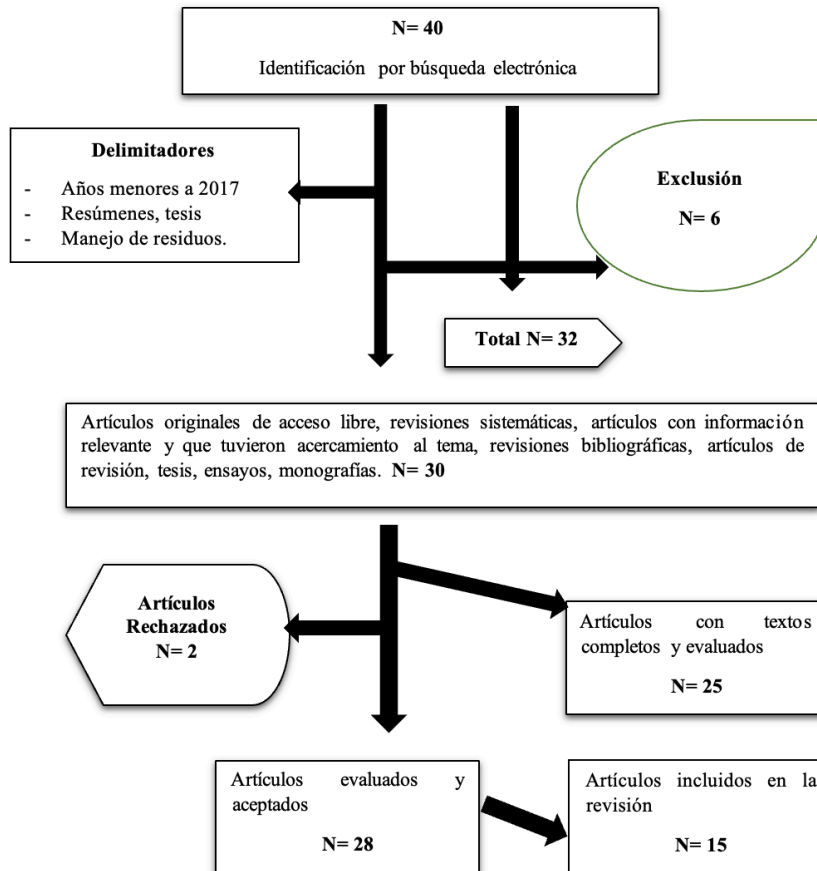 N= 40
Identificación por búsqueda electrónica
Delimitadores
- Años menores a 2017
- Resúmenes, tesis
- Manejo de residuos.
Exclusión
N= 6
Total N= 32
Artículos originales de acceso libre, revisiones sistemáticas, artículos con información
relevante y que tuvieron acercamiento al tema, revisiones bibliográficas, artículos de
revisión, tesis, ensayos, monografías. N= 30
Artículos
Rechazados
N= 2
Artículos con textos
completos y evaluados
N= 25
Artículos evaluados y
aceptados
N= 28
Artículos incluidos en la
revisión
N= 15